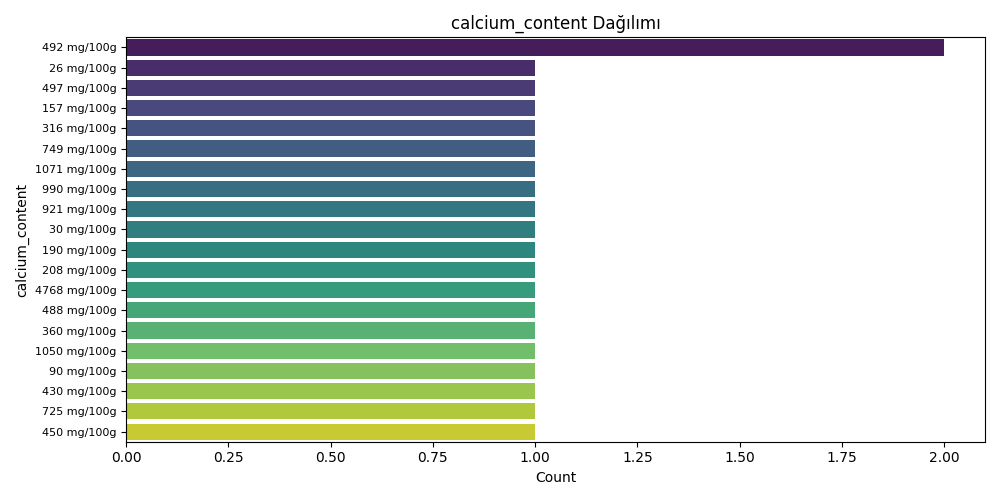 calcium_content Dağılımı
492 mg/100g
26 mg/100g
497 mg/100g
157 mg/100g
316 mg/100g
749 mg/100g
1071 mg/100g
990 mg/100g
921 mg/100g
30 mg/100g
190 mg/100g
208 mg/100g
4768 mg/100g
488 mg/100g
360 mg/100g
1050 mg/100g
90 mg/100g
430 mg/100g
725 mg/100g
450 mg/100g
calcium_content
0.00 0.25 0.50 0.75 1.00 1.25 1.50 1.75 2.00
Count